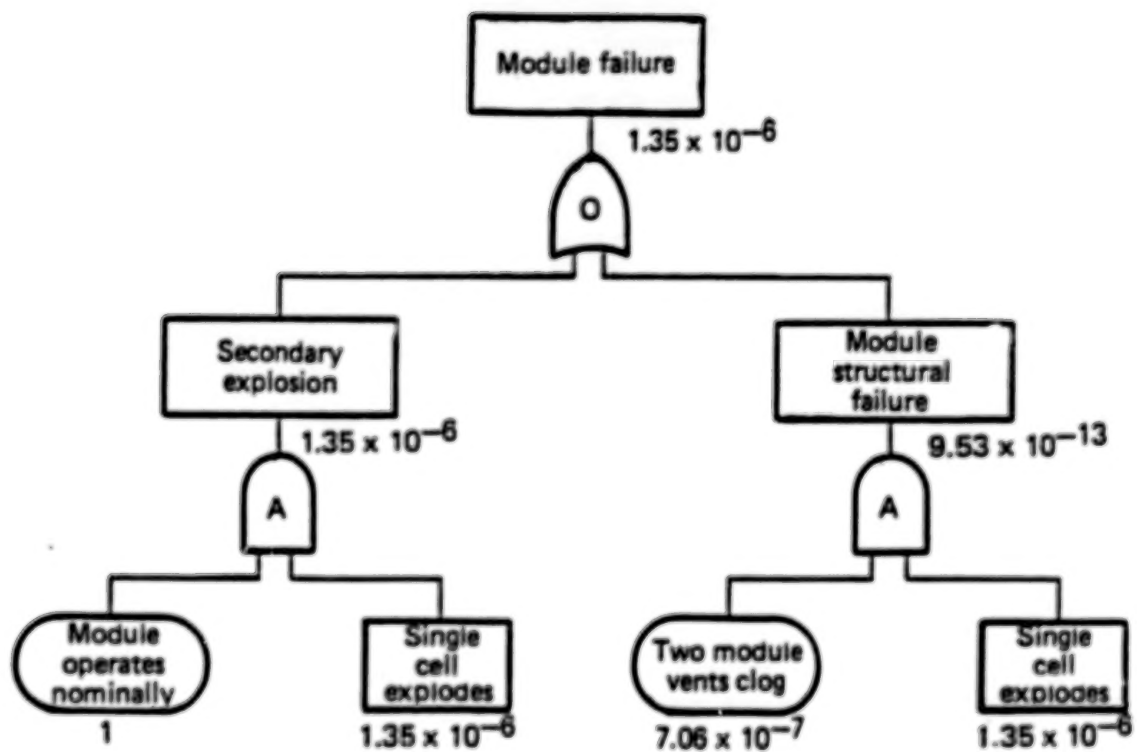 Module failure
1.35 x 10−6
O
Secondary
explosion
1.35 x 10−6
Module
structural
failure
9.53 x 10−13
A
A
Module
operates
nominally
1
Single
cell
explodes
1.35 x 10−6
Two module
vents clog
7.06 x 10−7
Single
cell
explodes
1.35 x 10−6